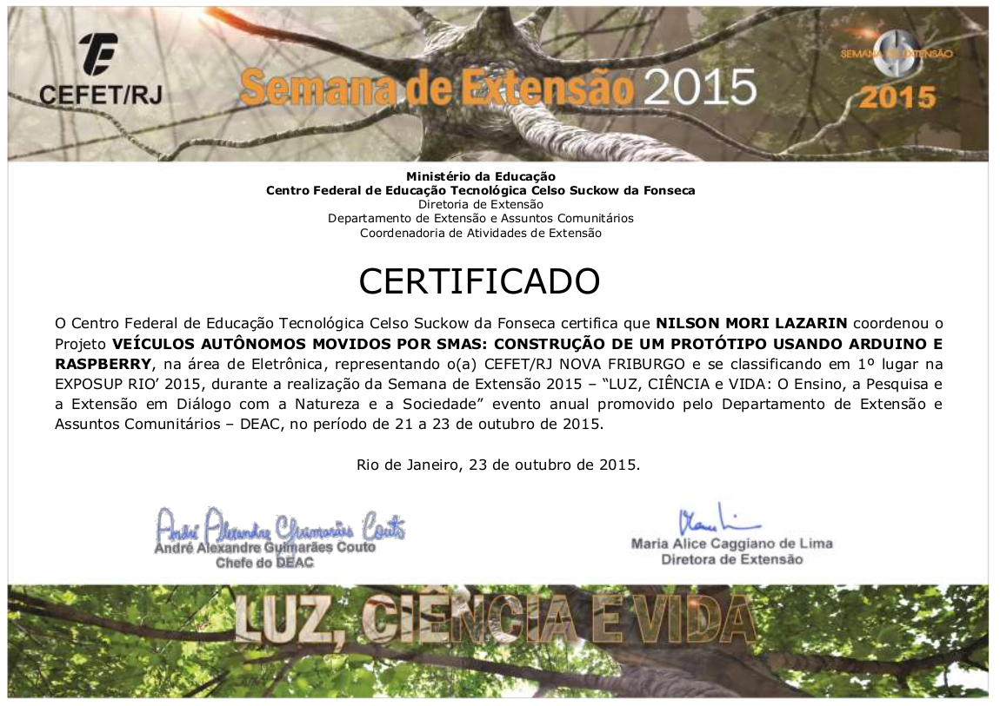 CEFET/RJ
Semana de Extensão 2015
SEMANA DE EXTENSÃO
2015
Ministério da Educação
Centro Federal de Educação Tecnológica Celso Suckow da Fonseca
Diretoria de Extensão
Departamento de Extensão e Assuntos Comunitários
Coordenadoria de Atividades de Extensão
CERTIFICADO
O Centro Federal de Educação Tecnológica Celso Suckow da Fonseca certifica que NILSON MORI LAZARIN coordenou o
Projeto VEÍCULOS AUTÔNOMOS MOVIDOS POR SMAS: CONSTRUÇÃO DE UM PROTÓTIPO USANDO ARDUINO E
RASPBERRY, na área de Eletrônica, representando o(a) CEFET/RJ NOVA FRIBURGO e se classificando em 1º lugar na
EXPOSUP RIO’ 2015, durante a realização da Semana de Extensão 2015 – “LUZ, CIÊNCIA e VIDA: O Ensino, a Pesquisa e
a Extensão em Diálogo com a Natureza e a Sociedade” evento anual promovido pelo Departamento de Extensão e
Assuntos Comunitários – DEAC, no período de 21 a 23 de outubro de 2015.
Rio de Janeiro, 23 de outubro de 2015.
André Alexandre Guimarães Couto
André Alexandre Guimarães Couto
Chefe do DEAC
Maria Alice Caggiano de Lima
Diretora de Extensão
LUZ, CIÊNCIA E VIDA